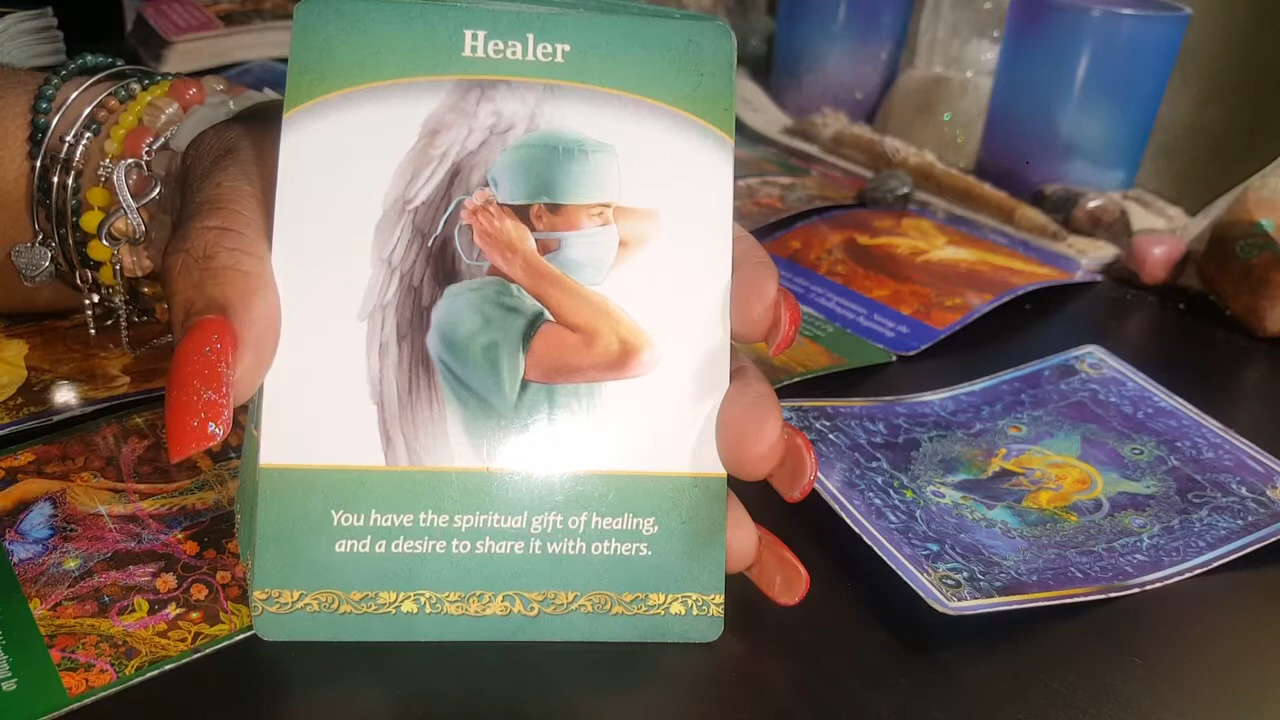 Healer
You have the spiritual gift of healing,
and a desire to share it with others.